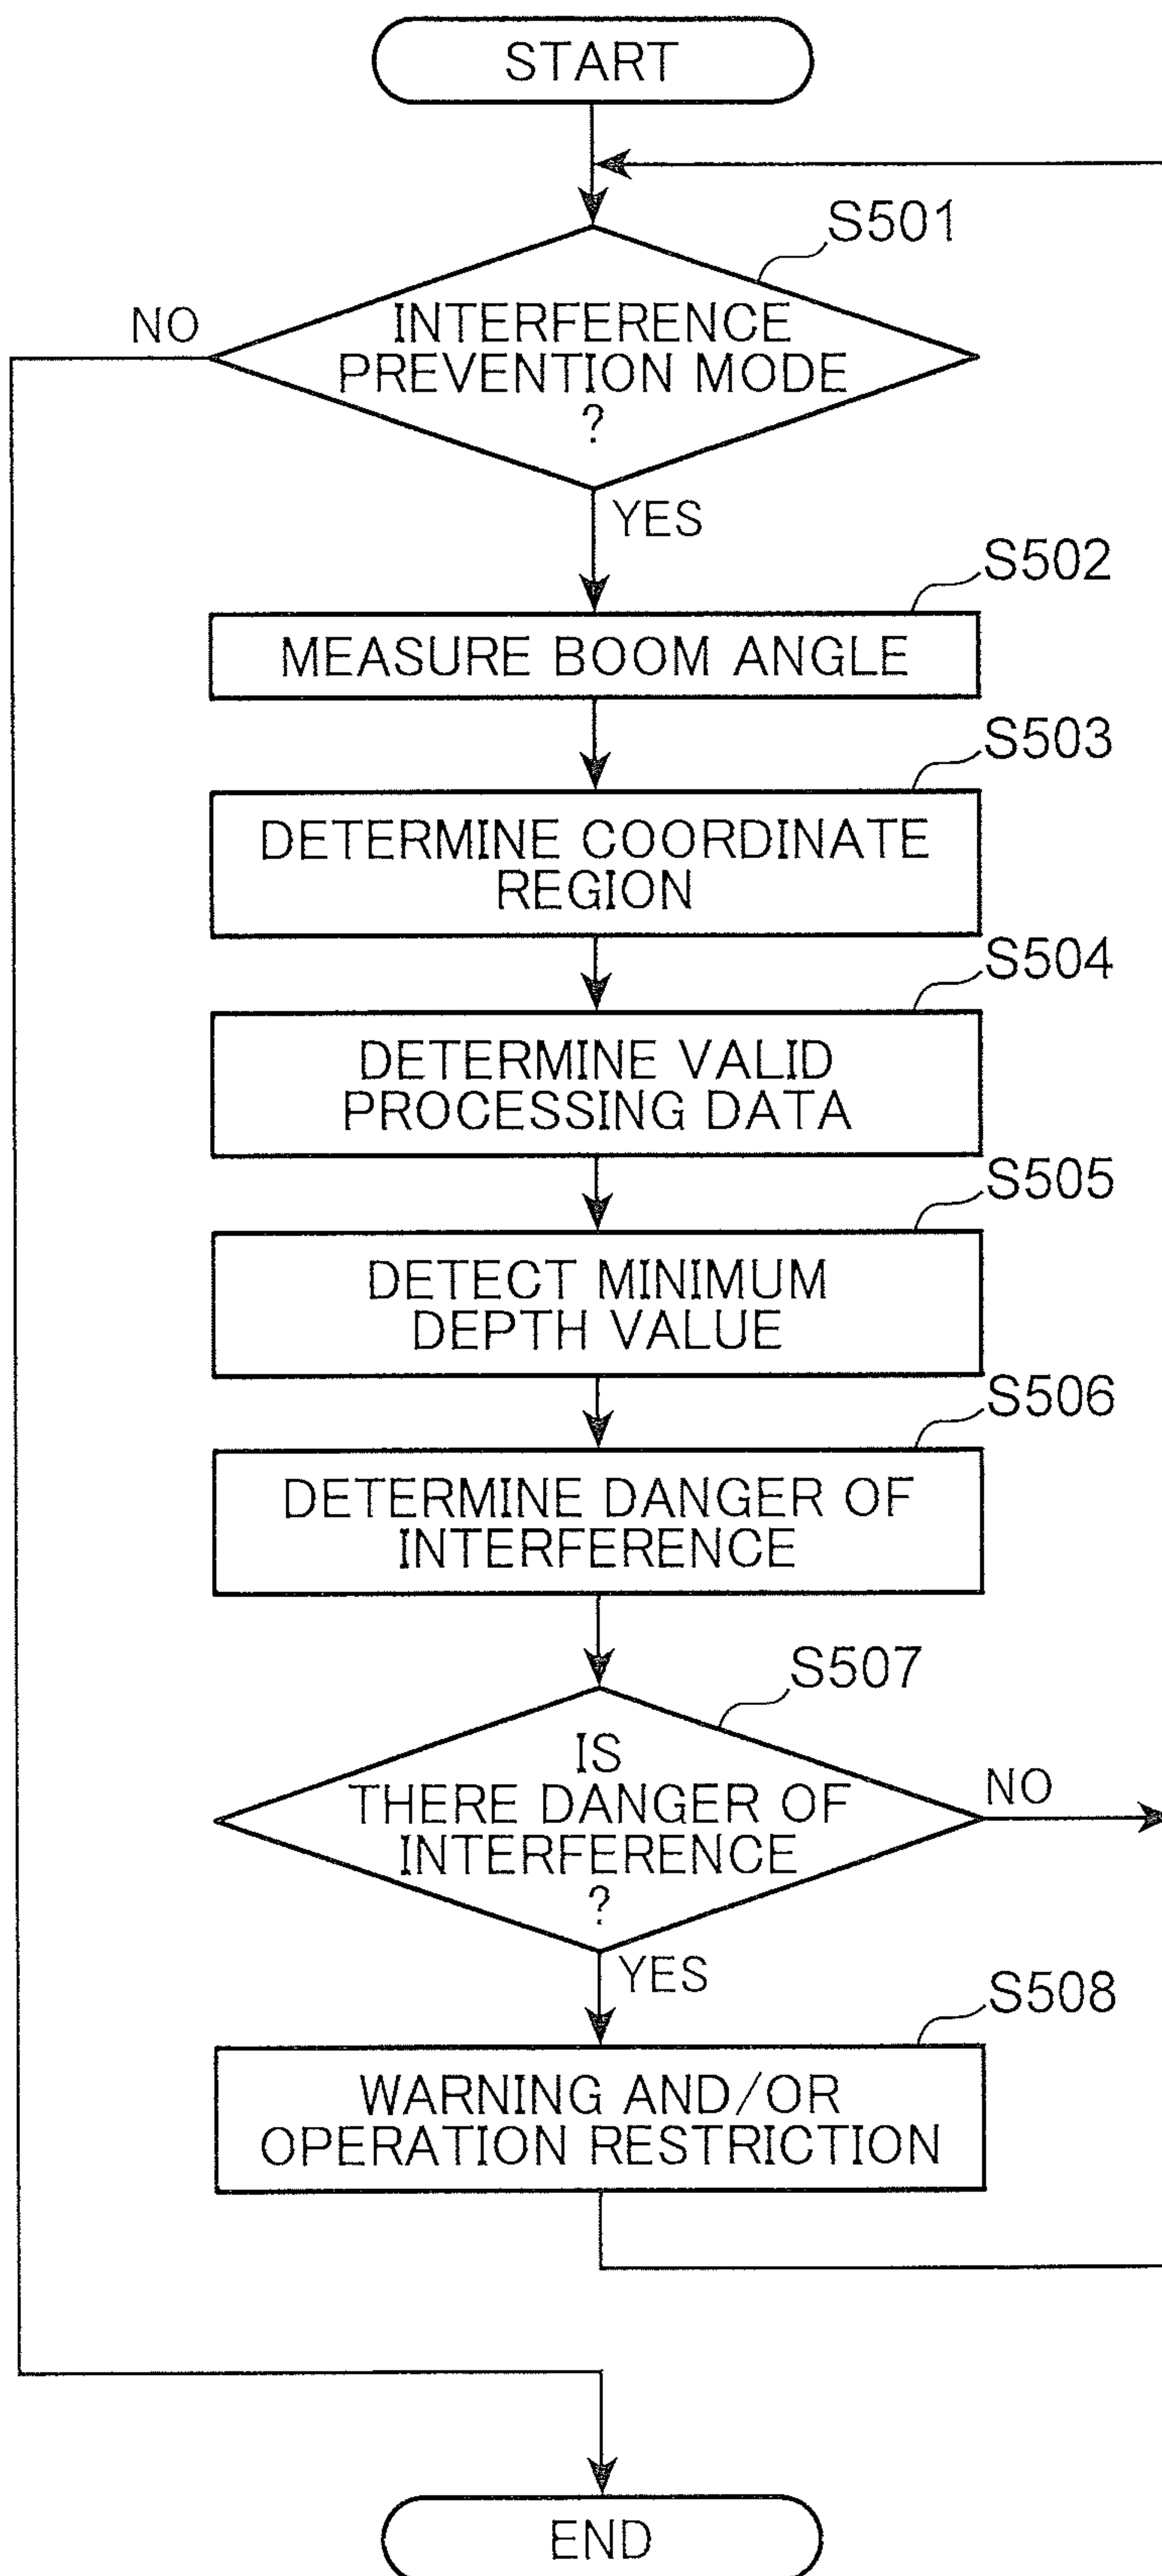 START
S501
NO
INTERFERENCE
PREVENTION MODE
?
YES
S502
MEASURE BOOM ANGLE
S503
DETERMINE COORDINATE
REGION
S504
DETERMINE VALID
PROCESSING DATA
S505
DETECT MINIMUM
DEPTH VALUE
S506
DETERMINE DANGER OF
INTERFERENCE
S507
IS
THERE DANGER OF
INTERFERENCE
?
NO
YES
S508
WARNING AND/OR
OPERATION RESTRICTION
END